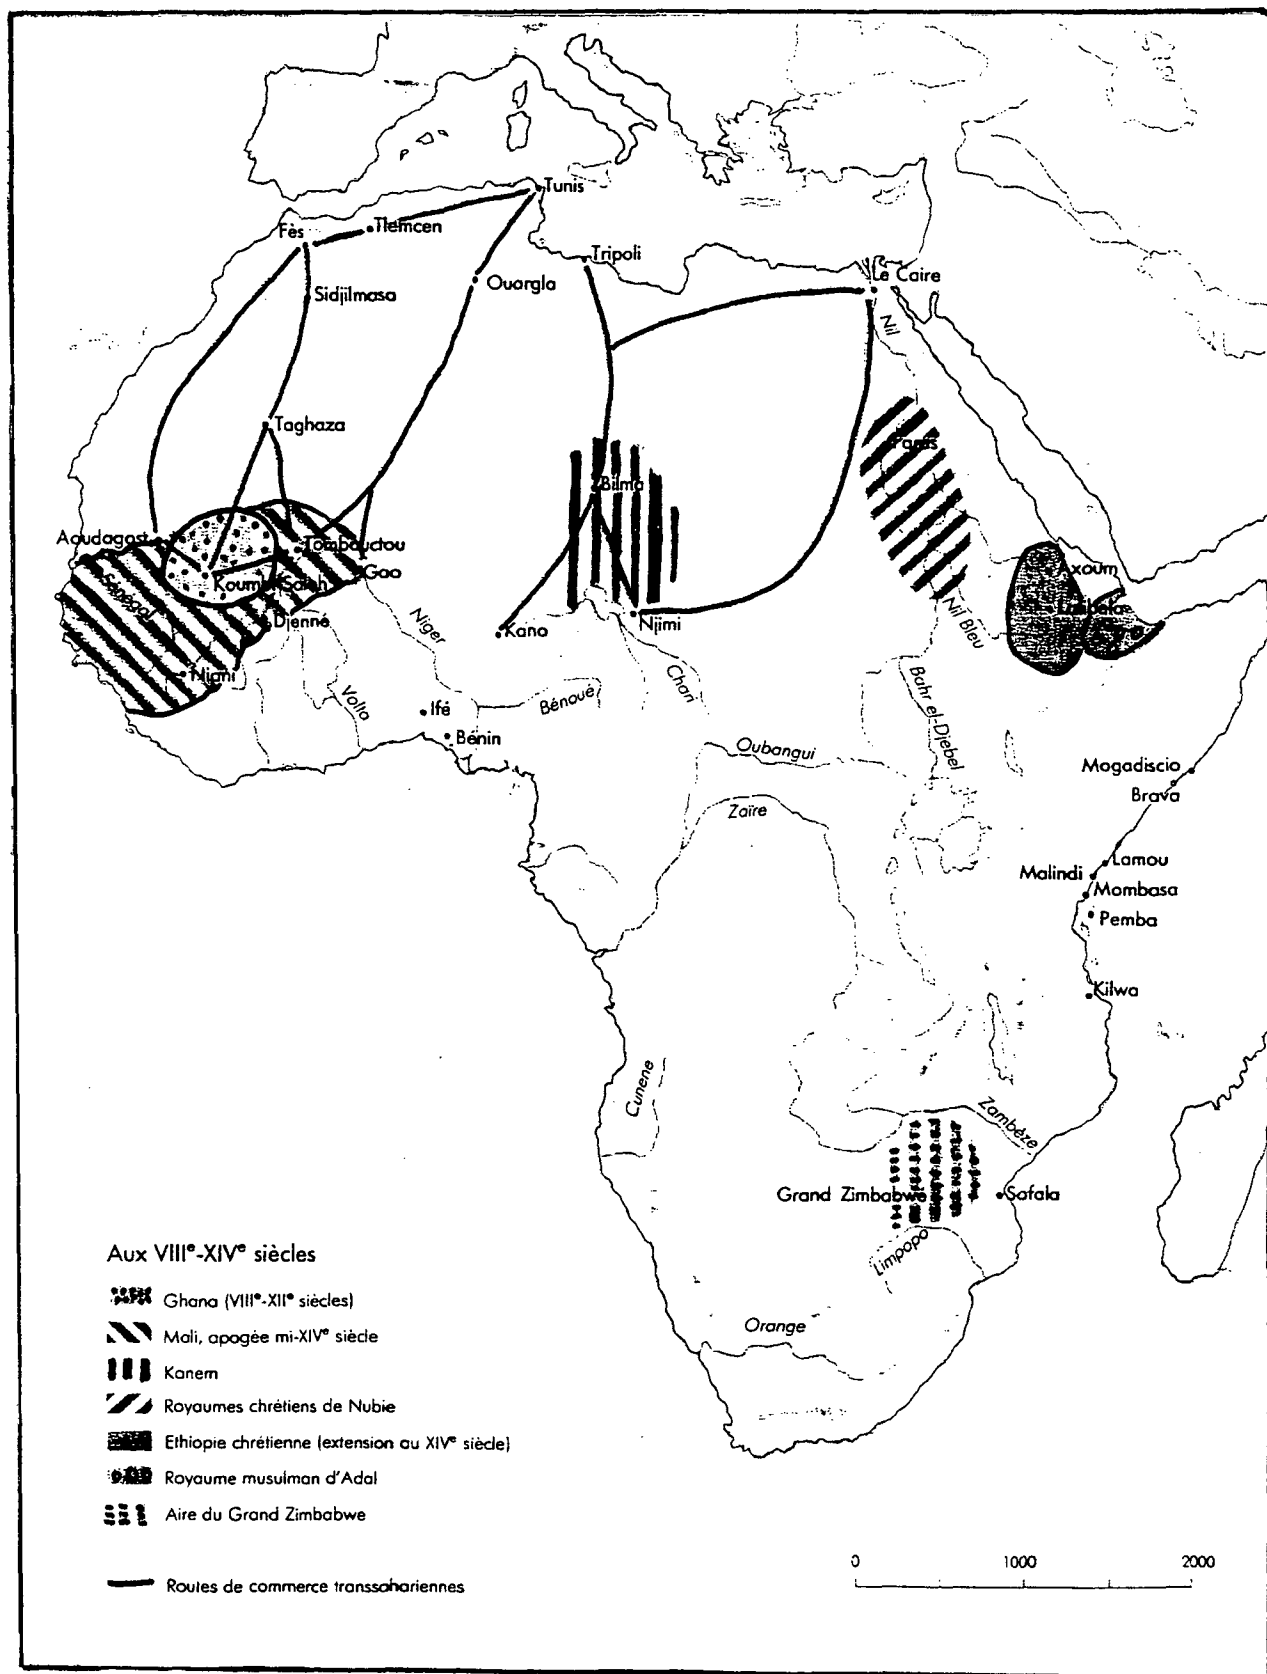 Tunis
Tlemcen
Fès
Tripoli
Le Caire
Ouargla
Sidjilmasa
Nil
Taghaza
Faras
Bilma
Aoudagost
Tombouctou
Axoum
Koumbi Saleh
Gao
Sénégal
Lalibela
Djenné
Niger
Kano
Njimi
Nil Bleu
Niani
Volta
Bénoué
Chari
Bahr el-Djebel
Ifé
Bénin
Oubangui
Mogadiscio
Brava
Zaïre
Lamou
Malindi
Mombasa
Pemba
Kilwa
Cunene
Zambèze
Grand Zimbabwe
Sofala
Limpopo
Orange
Aux VIIIe-XIVe siècles
Ghana (VIIIe-XIIe siècles)
Mali, apogée mi-XIVe siècle
Kanem
Royaumes chrétiens de Nubie
Ethiopie chrétienne (extension au XIVe siècle)
Royaume musulman d'Adal
Aire du Grand Zimbabwe
Routes de commerce transsahariennes
0 1000 2000